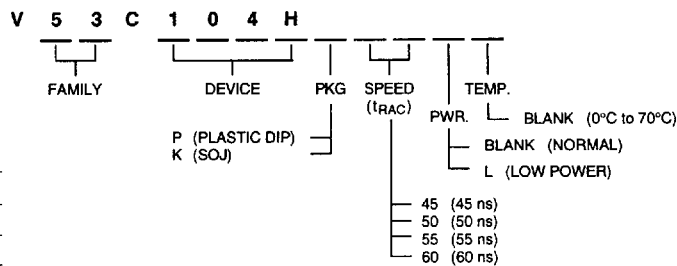 V 5 3 C 1 0 4 H
FAMILY DEVICE PKG SPEED (tRAC) PWR. TEMP.
BLANK (0°C to 70°C)
P (PLASTIC DIP)
K (SOJ)
BLANK (NORMAL)
L (LOW POWER)
45 (45 ns)
50 (50 ns)
55 (55 ns)
60 (60 ns)